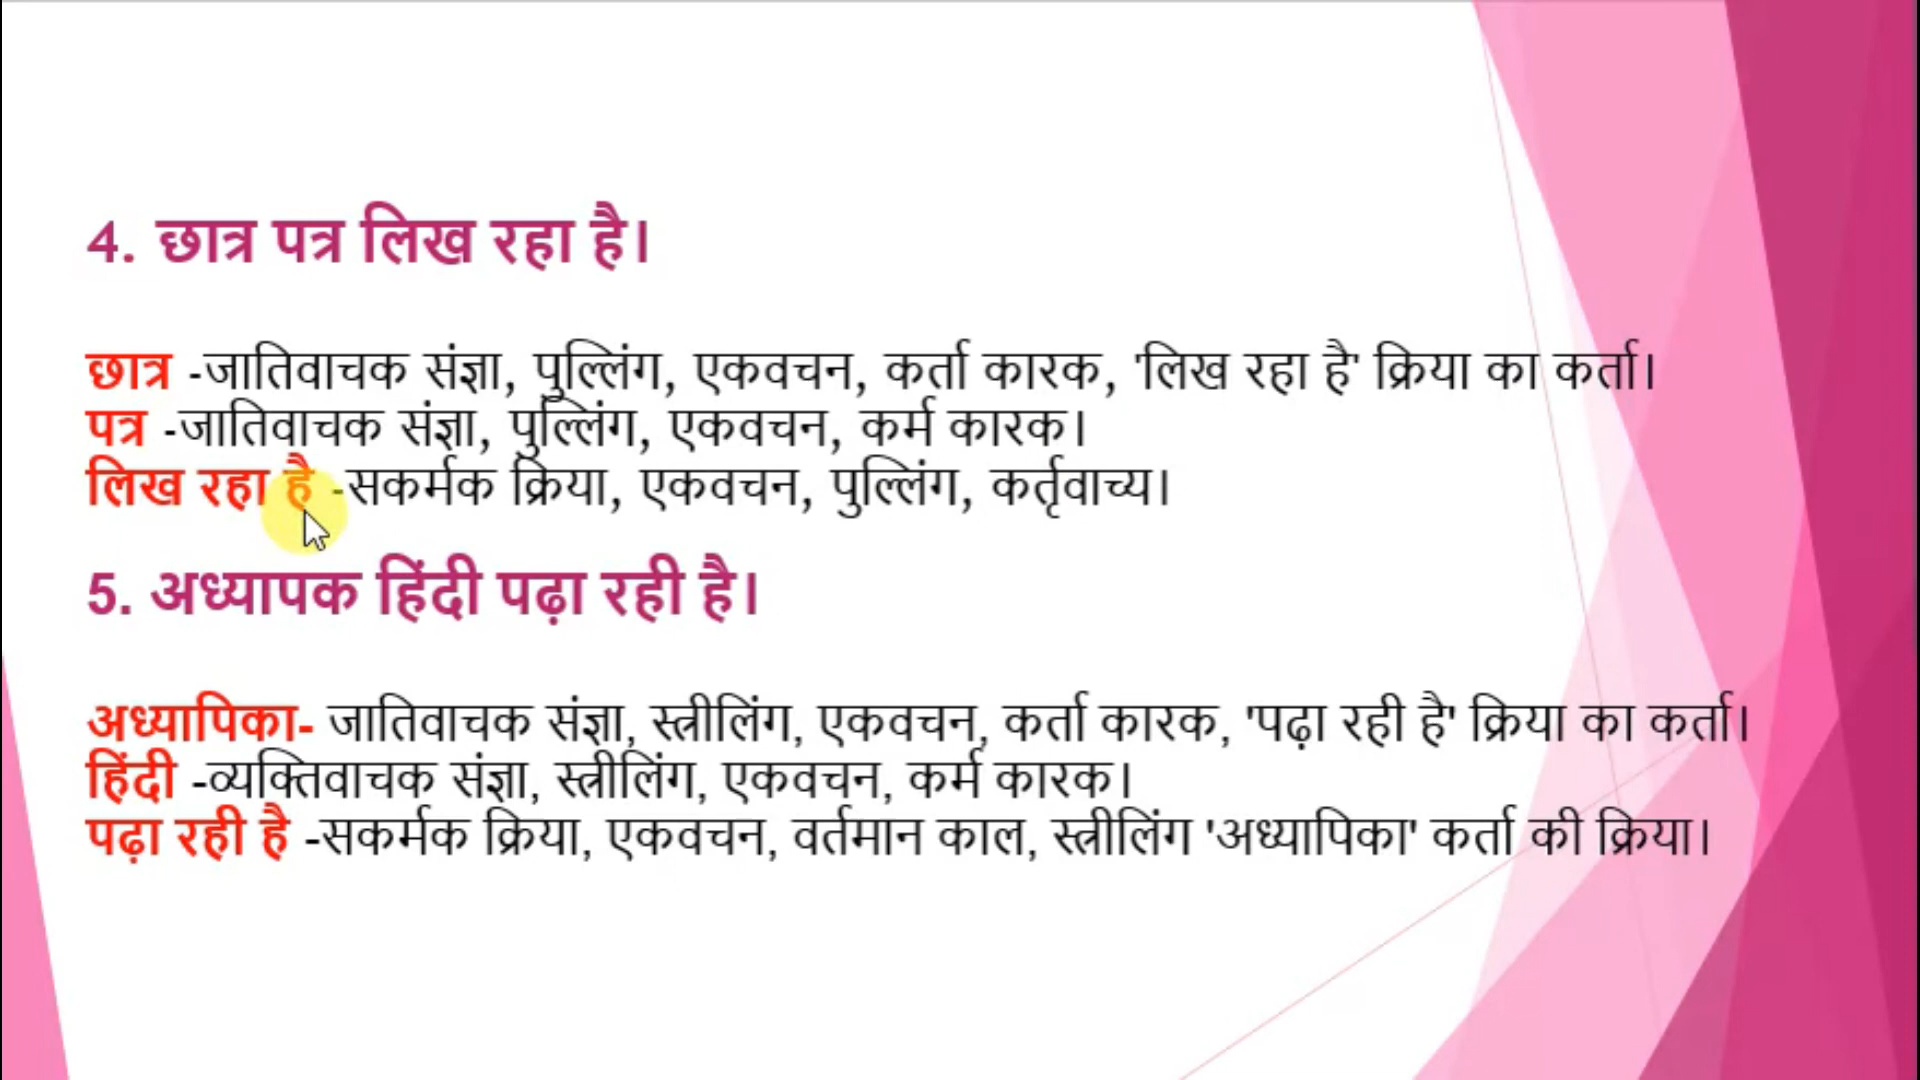 4. छात्र पत्र लिख रहा है।
छात्र -जातिवाचक संज्ञा, पुल्लिंग, एकवचन, कर्ता कारक, 'लिख रहा है' क्रिया का कर्ता।
पत्र -जातिवाचक संज्ञा, पुल्लिंग, एकवचन, कर्म कारक।
लिख रहा है -सकर्मक क्रिया, एकवचन, पुल्लिंग, कर्तृवाच्य।
5. अध्यापक हिंदी पढ़ा रही है।
अध्यापिका- जातिवाचक संज्ञा, स्त्रीलिंग, एकवचन, कर्ता कारक, 'पढ़ा रही है' क्रिया का कर्ता।
हिंदी -व्यक्तिवाचक संज्ञा, स्त्रीलिंग, एकवचन, कर्म कारक।
पढ़ा रही है -सकर्मक क्रिया, एकवचन, वर्तमान काल, स्त्रीलिंग 'अध्यापिका' कर्ता की क्रिया।